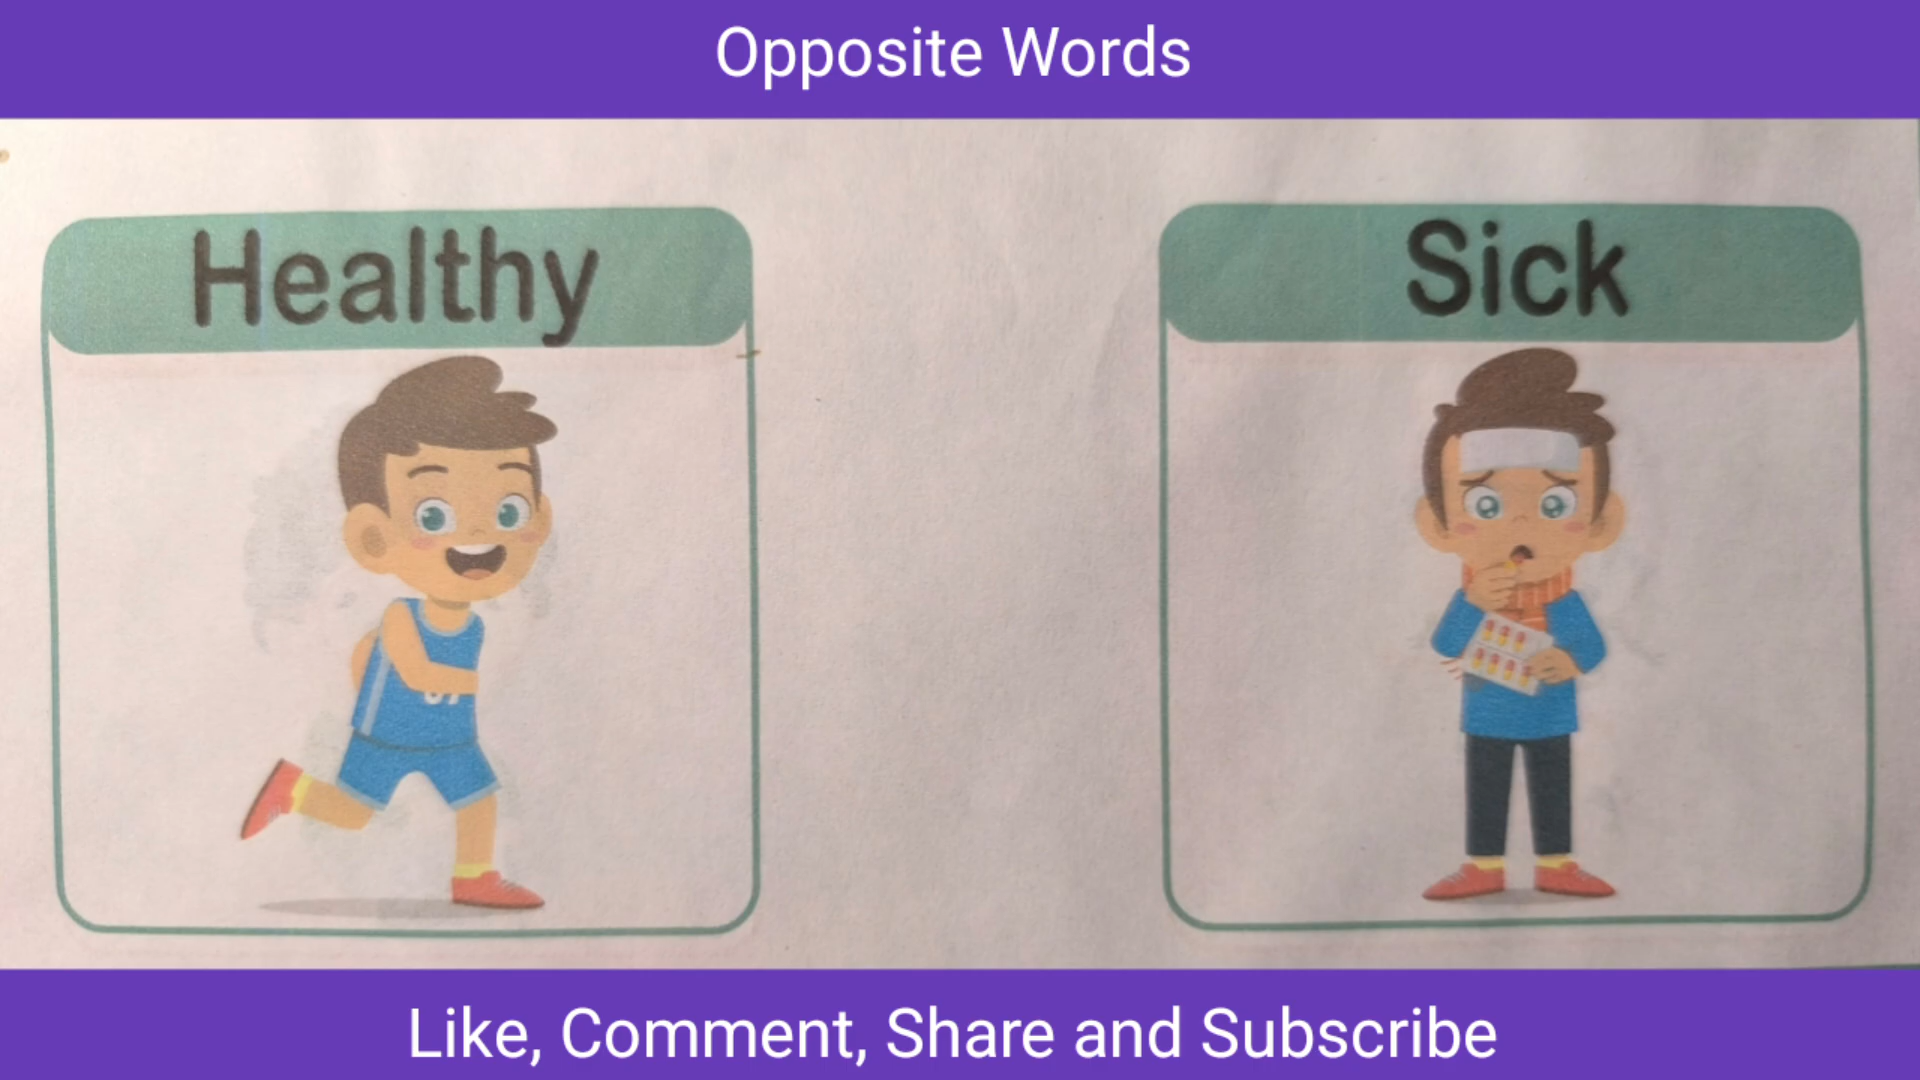 Opposite Words
Healthy
Sick
Like, Comment, Share and Subscribe